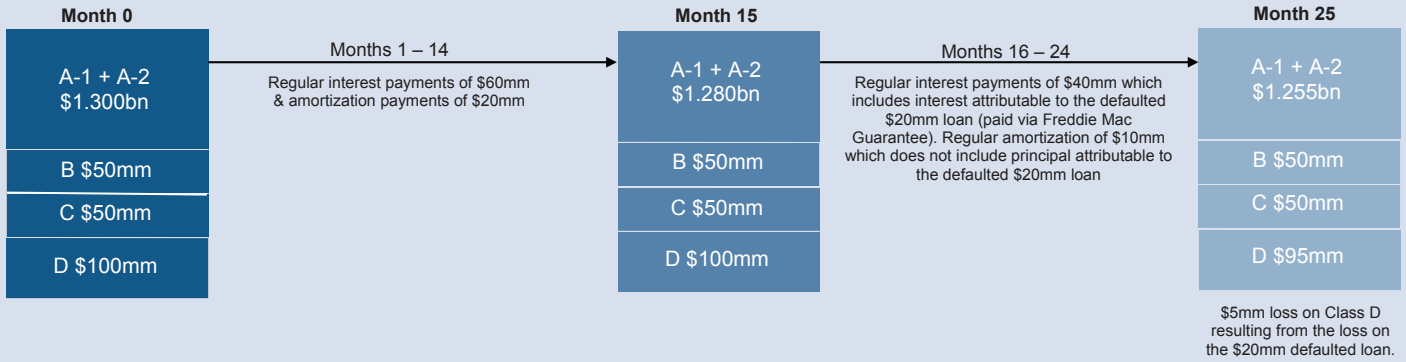 Month 0
A-1 + A-2
$1.300bn
B $50mm
C $50mm
D $100mm
Months 1 – 14
Regular interest payments of $60mm
& amortization payments of $20mm
Month 15
A-1 + A-2
$1.280bn
B $50mm
C $50mm
D $100mm
Months 16 – 24
Regular interest payments of $40mm which
includes interest attributable to the defaulted
$20mm loan (paid via Freddie Mac
Guarantee). Regular amortization of $10mm
which does not include principal attributable to
the defaulted $20mm loan
Month 25
A-1 + A-2
$1.255bn
B $50mm
C $50mm
D $95mm
$5mm loss on Class D
resulting from the loss on
the $20mm defaulted loan.